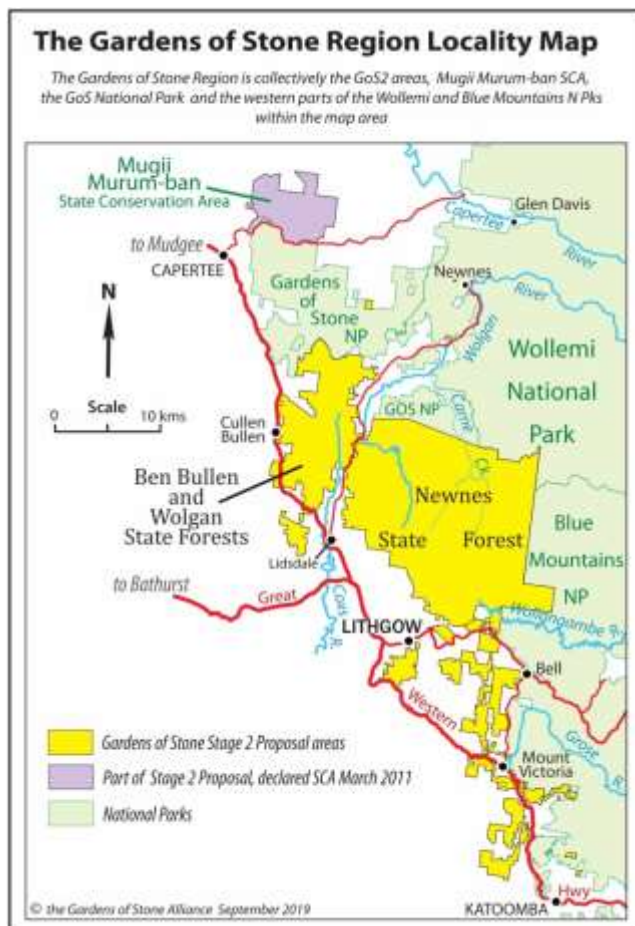 The Gardens of Stone Region Locality Map
The Gardens of Stone Region is collectively the GoS2 areas, Mugii Murum-ban SCA,
the GoS National Park and the western parts of the Wollemi and Blue Mountains N Pks
within the map area
Mugii
Murum-ban
State Conservation Area
Glen Davis
Capertee
River
to Mudgee
CAPERTEE
Newnes
River
Gardens
of
Stone
NP
Wolgan
N
Wollemi
National
Park
Scale
0 10 kms
GOS NP
Carne
Ck
Cullen
Bullen
Ben Bullen
and
Wolgan
State Forests
Newnes
State Forest
Blue
Mountains
NP
Lidsdale
to Bathurst
Great
Coxs
R.
Wollangambe R.
LITHGOW
Bell
Western
Grose
R.
Mount
Victoria
Gardens of Stone Stage 2 Proposal areas
Part of Stage 2 Proposal, declared SCA March 2011
National Parks
Hwy
© the Gardens of Stone Alliance September 2019
KATOOMBA